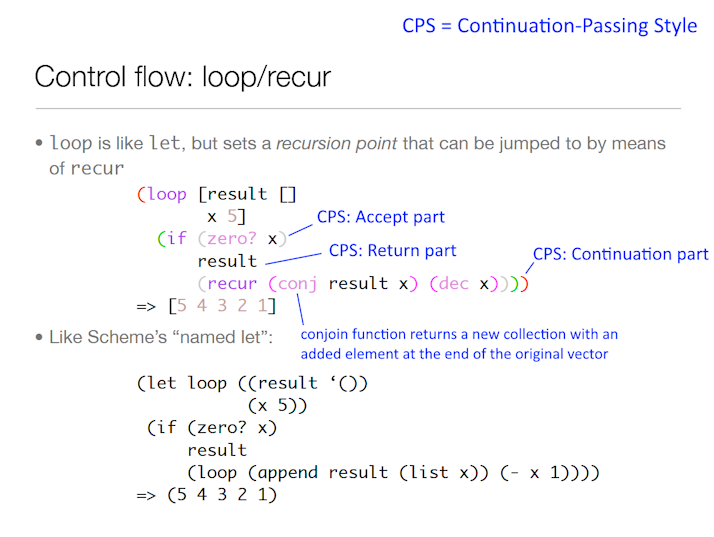 CPS = Continuation-Passing Style
Control flow: loop/recur
• loop is like let, but sets a recursion point that can be jumped to by means
of recur
(loop [result []
x 5]
CPS: Accept part
(if (zero? x)
CPS: Return part
result
CPS: Continuation part
(recur (conj result x) (dec x))))
=> [5 4 3 2 1]
• Like Scheme's “named let”:
conjoin function returns a new collection with an
added element at the end of the original vector
(let loop ((result ‘())
(x 5))
(if (zero? x)
result
(loop (append result (list x)) (- x 1))))
=> (5 4 3 2 1)